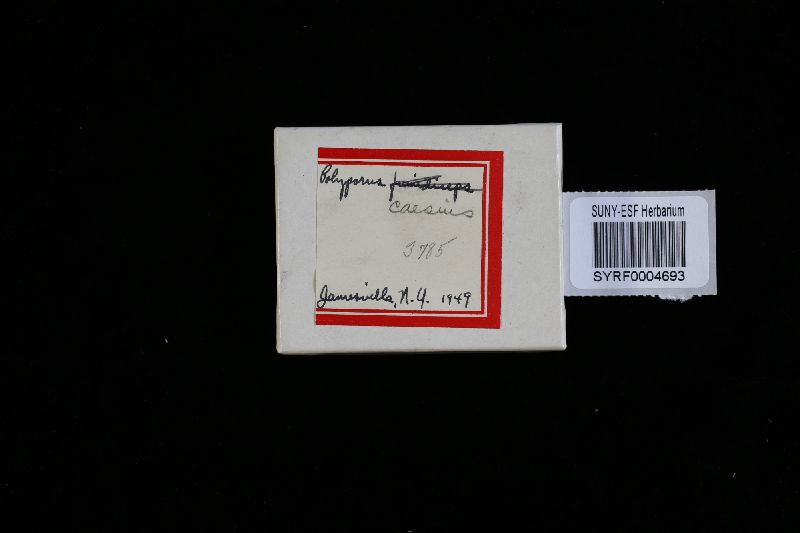 Polyporus
caesius
3785
Jamesville, N.Y. 1949
SUNY-ESF Herbarium
SYRF0004693